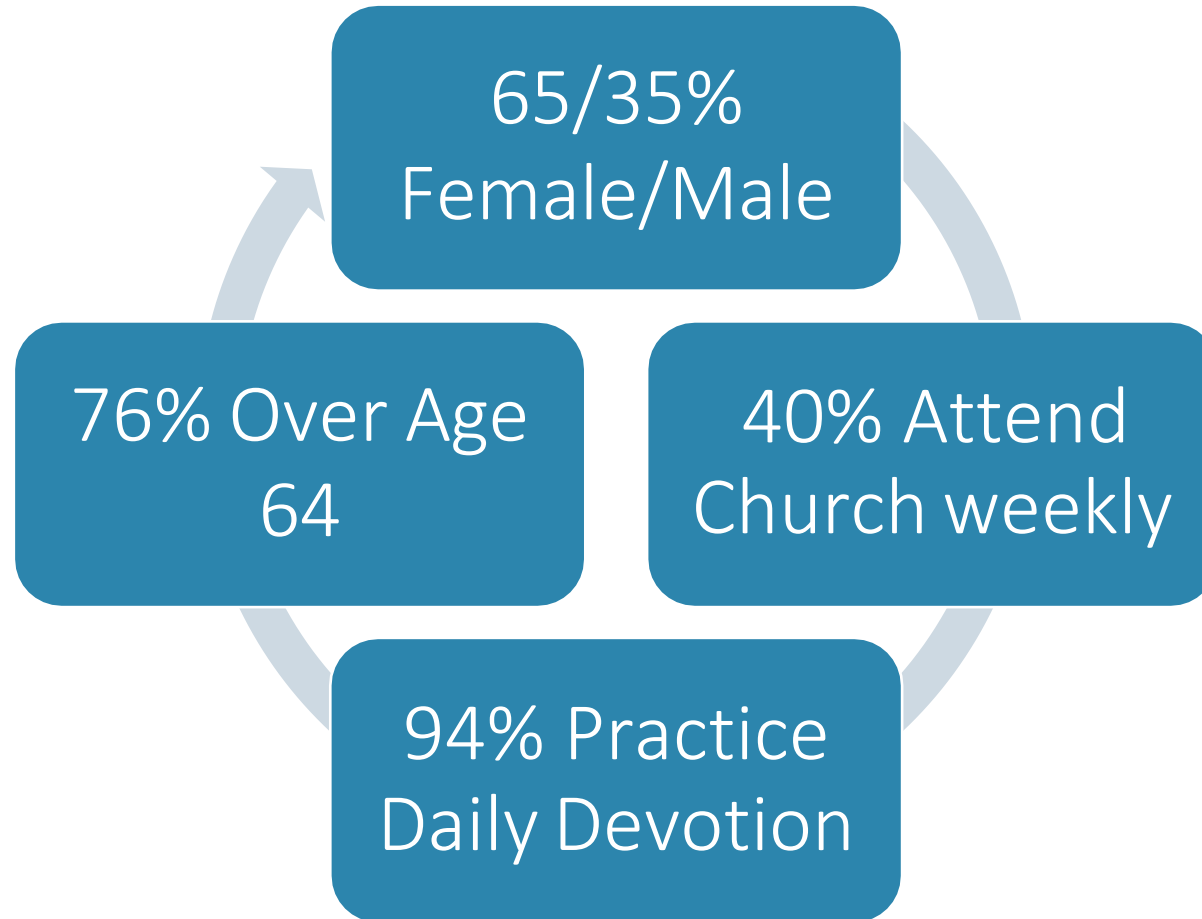 65/35%
Female/Male
76% Over Age
64
40% Attend
Church weekly
94% Practice
Daily Devotion